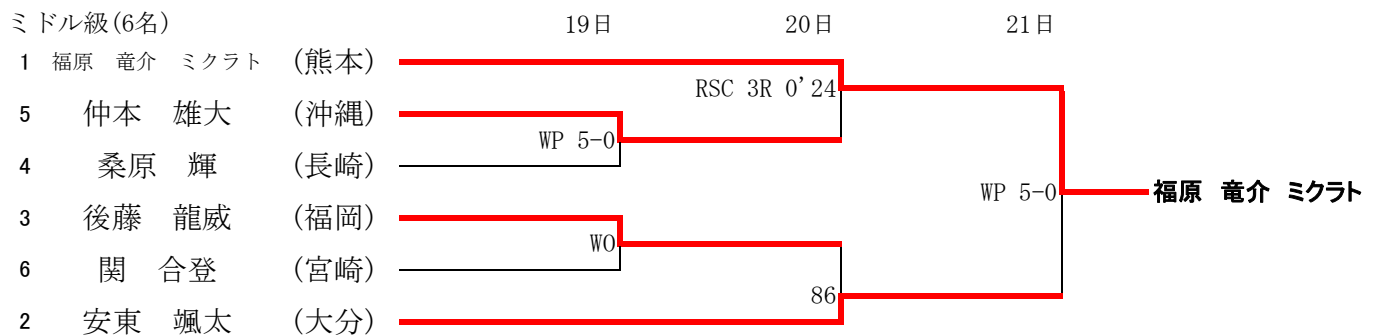 ミドル級(6名) 19日 20日 21日
1 福原 竜介 ミクラト (熊本)
RSC 3R 0'24
5 仲本 雄大 (沖縄)
WP 5-0
4 桑原 輝 (長崎)
WP 5-0 福原 竜介 ミクラト
3 後藤 龍威 (福岡)
WO
6 関 合登 (宮崎)
86
2 安東 颯太 (大分)